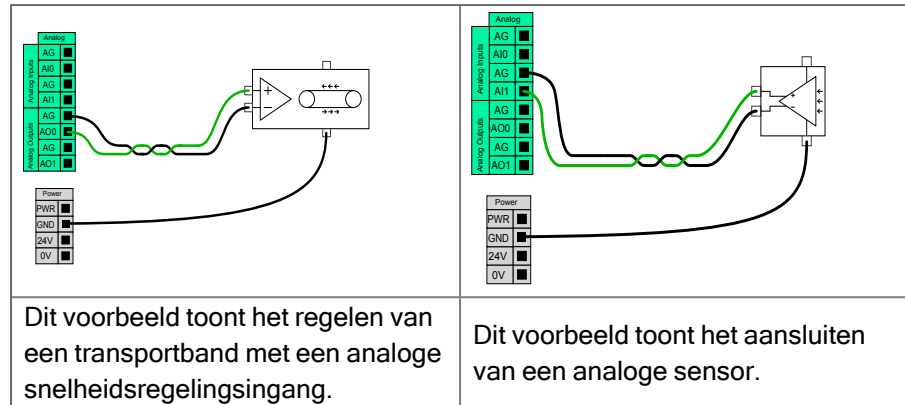 Analog
Analog Inputs
AG
AI0
AG
AI1
Analog Outputs
AG
AO0
AG
AO1
Power
PWR
GND
24V
0V
+
−
Analog
Analog Inputs
AG
AI0
AG
AI1
Analog Outputs
AG
AO0
AG
AO1
Power
PWR
GND
24V
0V
+
−
Dit voorbeeld toont het regelen van
een transportband met een analoge
snelheidsregelingsingang.
Dit voorbeeld toont het aansluiten
van een analoge sensor.